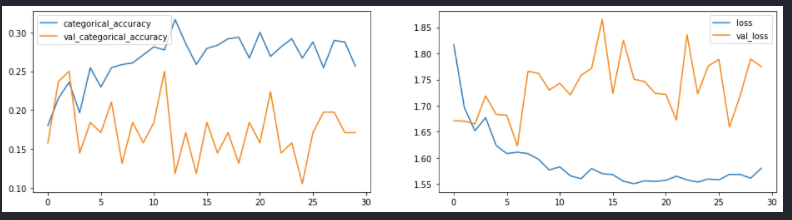 categorical_accuracy
val_categorical_accuracy
0.30
0.25
0.20
0.15
0.10
0 5 10 15 20 25 30
loss
val_loss
1.85
1.80
1.75
1.70
1.65
1.60
1.55
0 5 10 15 20 25 30